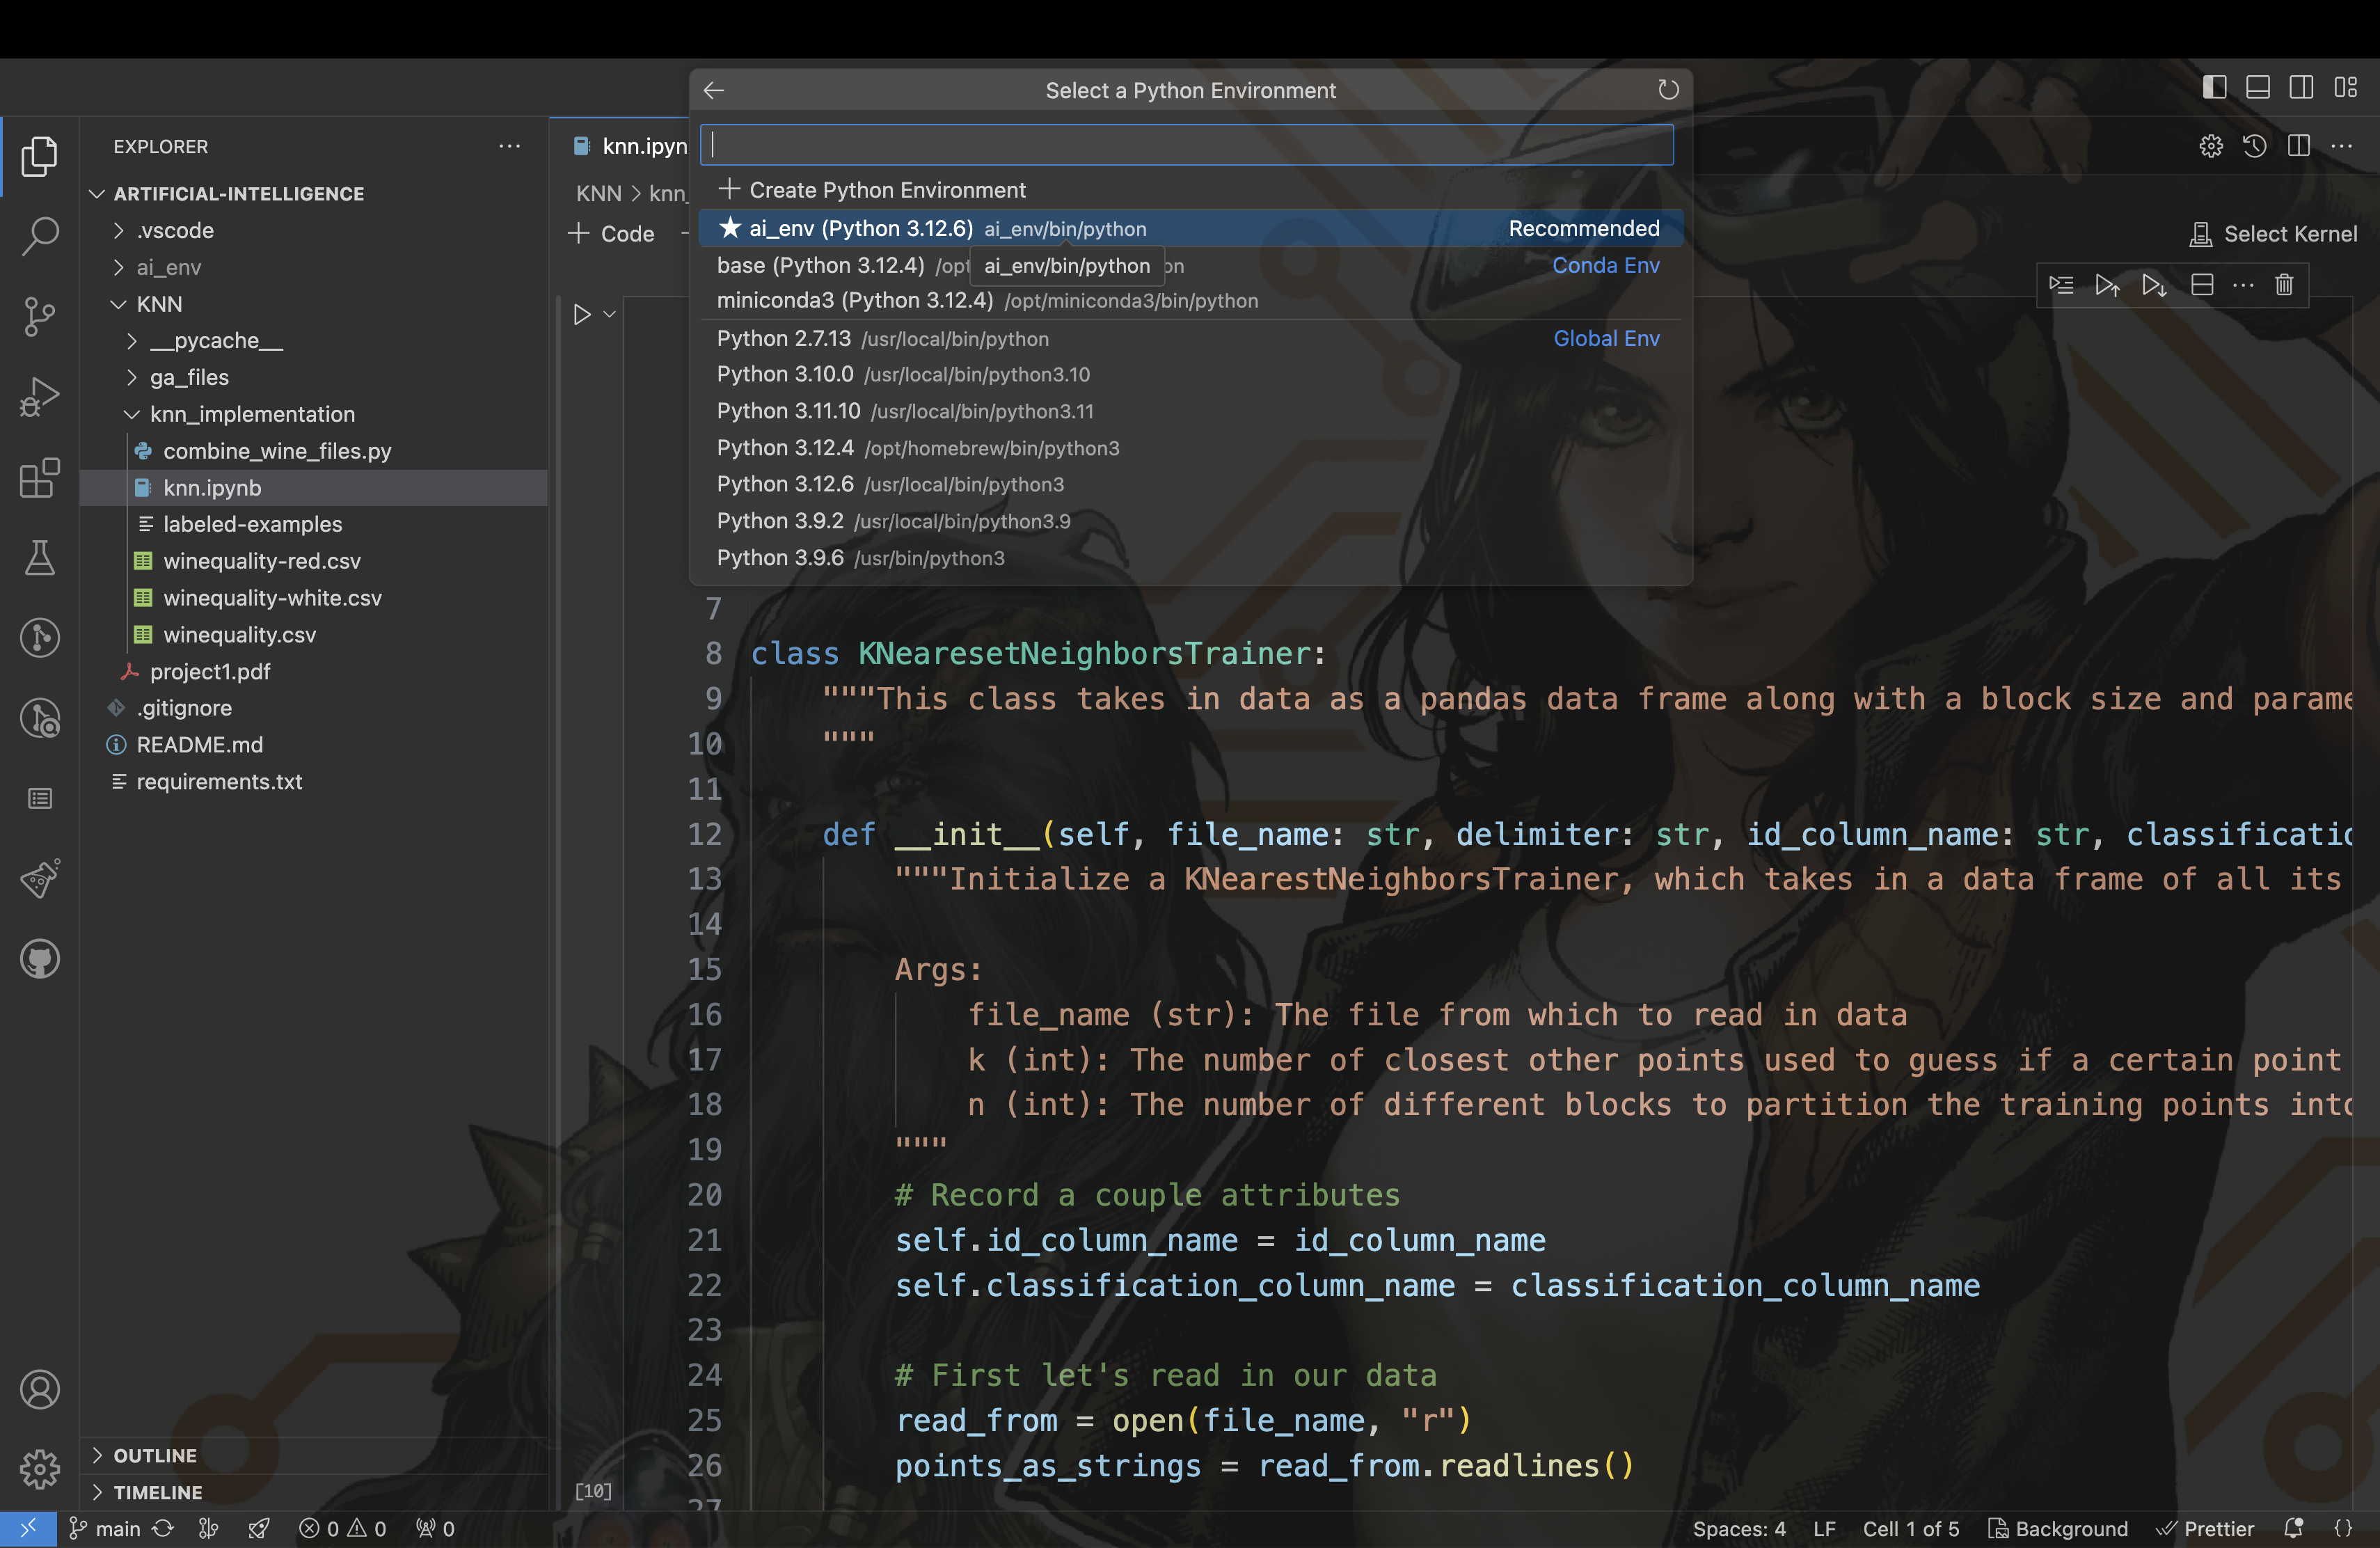 Select a Python Environment
Create Python Environment
ai_env (Python 3.12.6) ai_env/bin/python Recommended
base (Python 3.12.4) Conda Env
ai_env/bin/python
miniconda3 (Python 3.12.4) /opt/miniconda3/bin/python
Python 2.7.13 /usr/local/bin/python Global Env
Python 3.10.0 /usr/local/bin/python3.10
Python 3.11.10 /usr/local/bin/python3.11
Python 3.12.4 /opt/homebrew/bin/python3
Python 3.12.6 /usr/local/bin/python3
Python 3.9.2 /usr/local/bin/python3.9
Python 3.9.6 /usr/bin/python3
EXPLORER
ARTIFICIAL-INTELLIGENCE
.vscode
ai_env
KNN
__pycache__
ga_files
knn_implementation
combine_wine_files.py
knn.ipynb
labeled-examples
winequality-red.csv
winequality-white.csv
winequality.csv
project1.pdf
.gitignore
README.md
requirements.txt
OUTLINE
TIMELINE
knn.ipyn
KNN > knn_
+ Code
Select Kernel
7
8 class KNearesetNeighborsTrainer:
9 """This class takes in data as a pandas data frame along with a block size and parame
10 """
11
12 def __init__(self, file_name: str, delimiter: str, id_column_name: str, classificatio
13 """Initialize a KNearestNeighborsTrainer, which takes in a data frame of all its
14
15 Args:
16 file_name (str): The file from which to read in data
17 k (int): The number of closest other points used to guess if a certain point
18 n (int): The number of different blocks to partition the training points into
19 """
20 # Record a couple attributes
21 self.id_column_name = id_column_name
22 self.classification_column_name = classification_column_name
23
24 # First let's read in our data
25 read_from = open(file_name, "r")
26 points_as_strings = read_from.readlines()
27
[10]
main
0 0
0
Spaces: 4 LF Cell 1 of 5 Background Prettier {}